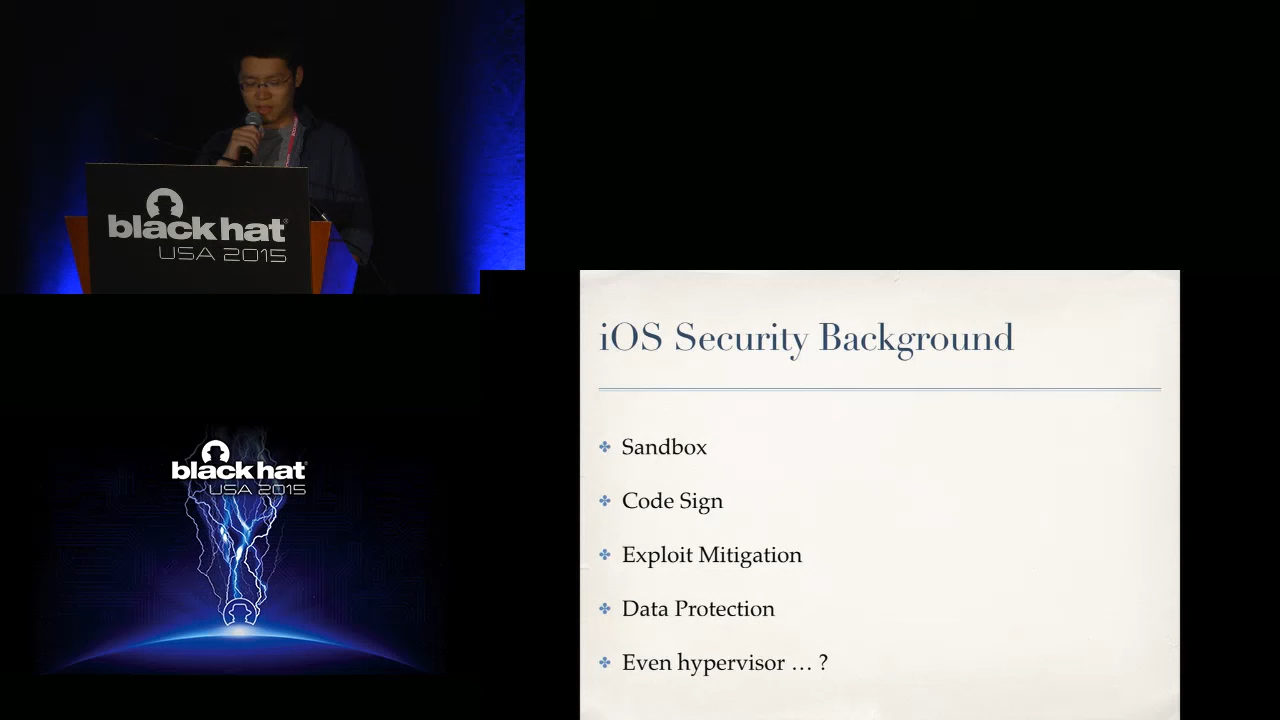 black hat
USA 2015
black hat
USA 2015
iOS Security Background
Sandbox
Code Sign
Exploit Mitigation
Data Protection
Even hypervisor … ?